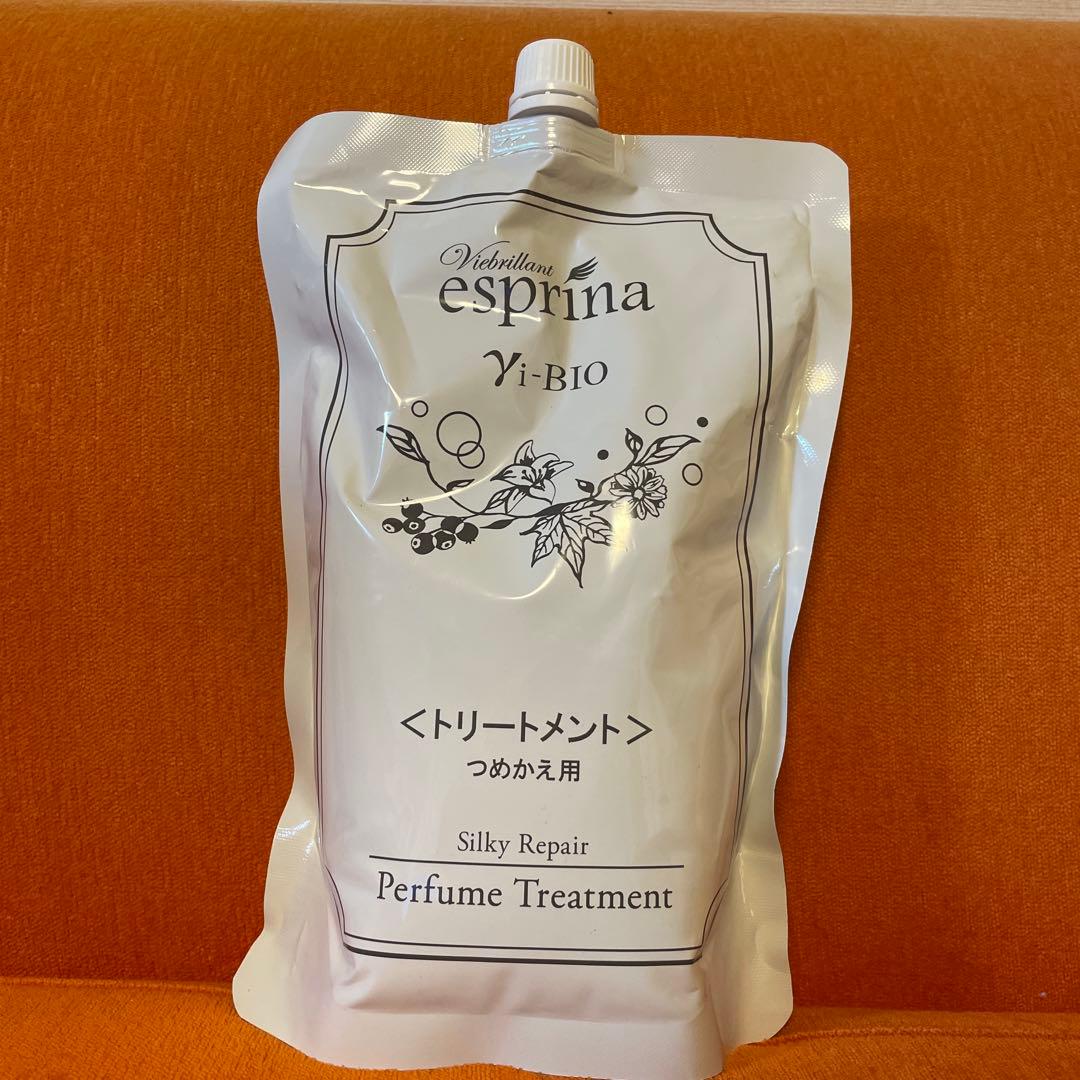 Viebrillant
esprina
γi-BIO
<トリートメント>
つめかえ用
Silky Repair
Perfume Treatment